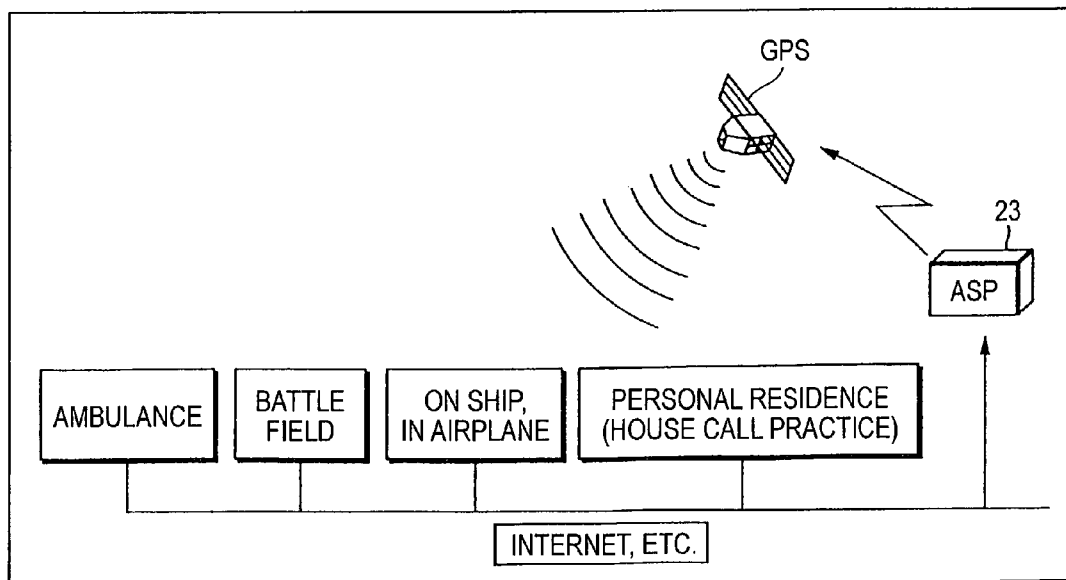 GPS
23
ASP
AMBULANCE
BATTLE
FIELD
ON SHIP,
IN AIRPLANE
PERSONAL RESIDENCE
(HOUSE CALL PRACTICE)
INTERNET, ETC.